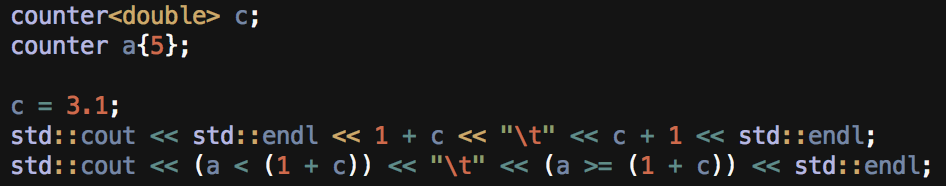 counter<double> c;
counter a{5};
c = 3.1;
std::cout << std::endl << 1 + c << "\t" << c + 1 << std::endl;
std::cout << (a < (1 + c)) << "\t" << (a >= (1 + c)) << std::endl;